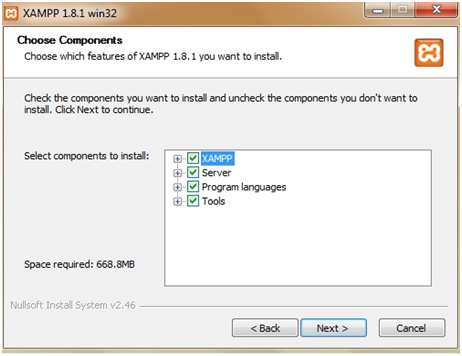 XAMPP 1.8.1 win32
Choose Components
Choose which features of XAMPP 1.8.1 you want to install.
Check the components you want to install and uncheck the components you don't want to
install. Click Next to continue.
Select components to install:
XAMPP
Server
Program languages
Tools
Space required: 668.8MB
Nullsoft Install System v2.46
< Back
Next >
Cancel